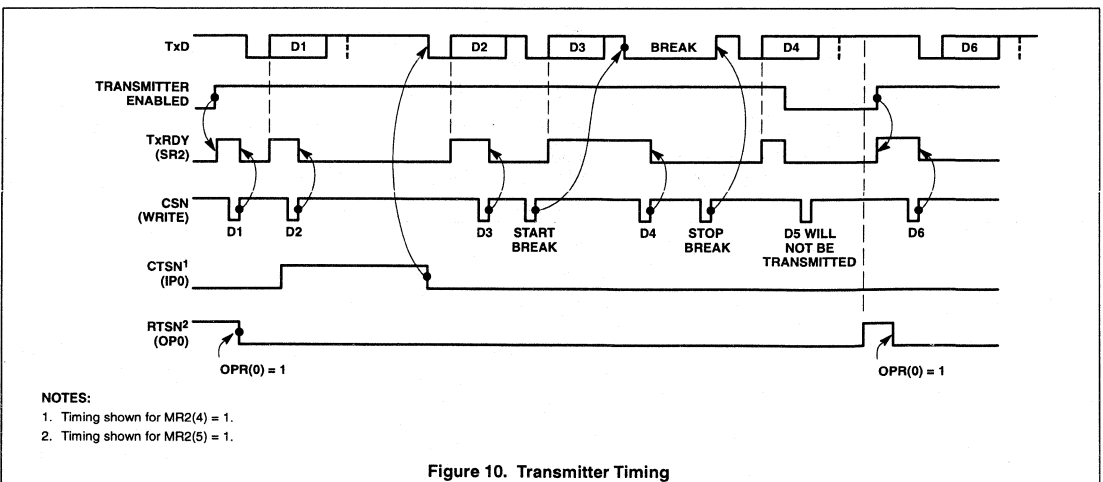 TxD
D1
D2
D3
BREAK
D4
D6
TRANSMITTER
ENABLED
TxRDY
(SR2)
CSN
(WRITE)
D1
D2
D3
START
BREAK
D4
STOP
BREAK
D5 WILL
NOT BE
TRANSMITTED
D6
CTSN1
(IP0)
RTSN2
(OP0)
OPR(0) = 1
OPR(0) = 1
NOTES:
1. Timing shown for MR2(4) = 1.
2. Timing shown for MR2(5) = 1.
Figure 10. Transmitter Timing